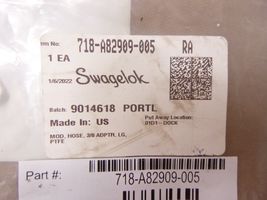 m No: 718-A82909-005 RA
1 EA
1/6/2022 Swagelok
Batch: 9014618 PORTL
Made In: US
Put Away Location:
01D1-DOCK
MOD, HOSE, 3/8 ADPTR, LG,
PTFE
Part #: 718-A82909-005